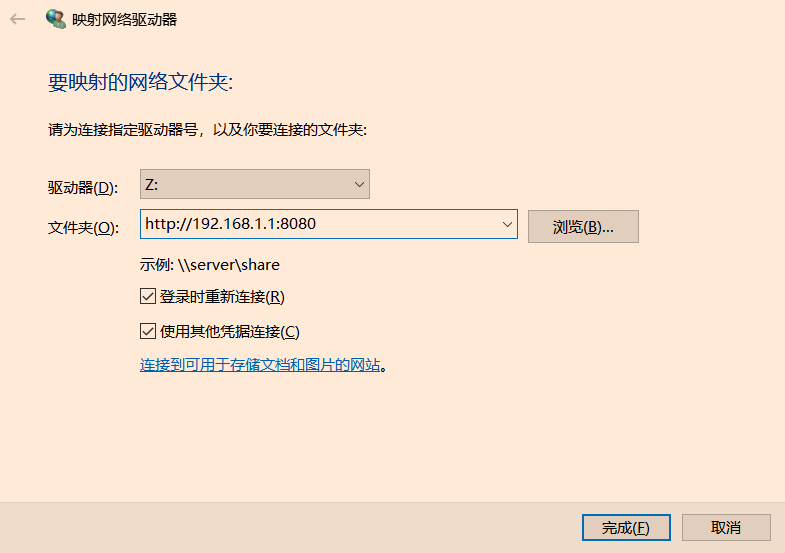 映射网络驱动器
要映射的网络文件夹:
请为连接指定驱动器号，以及你要连接的文件夹:
驱动器(D): Z:
文件夹(O): http://192.168.1.1:8080 浏览(B)...
示例: \\server\share
登录时重新连接(R)
使用其他凭据连接(C)
连接到可用于存储文档和图片的网站。
完成(F) 取消